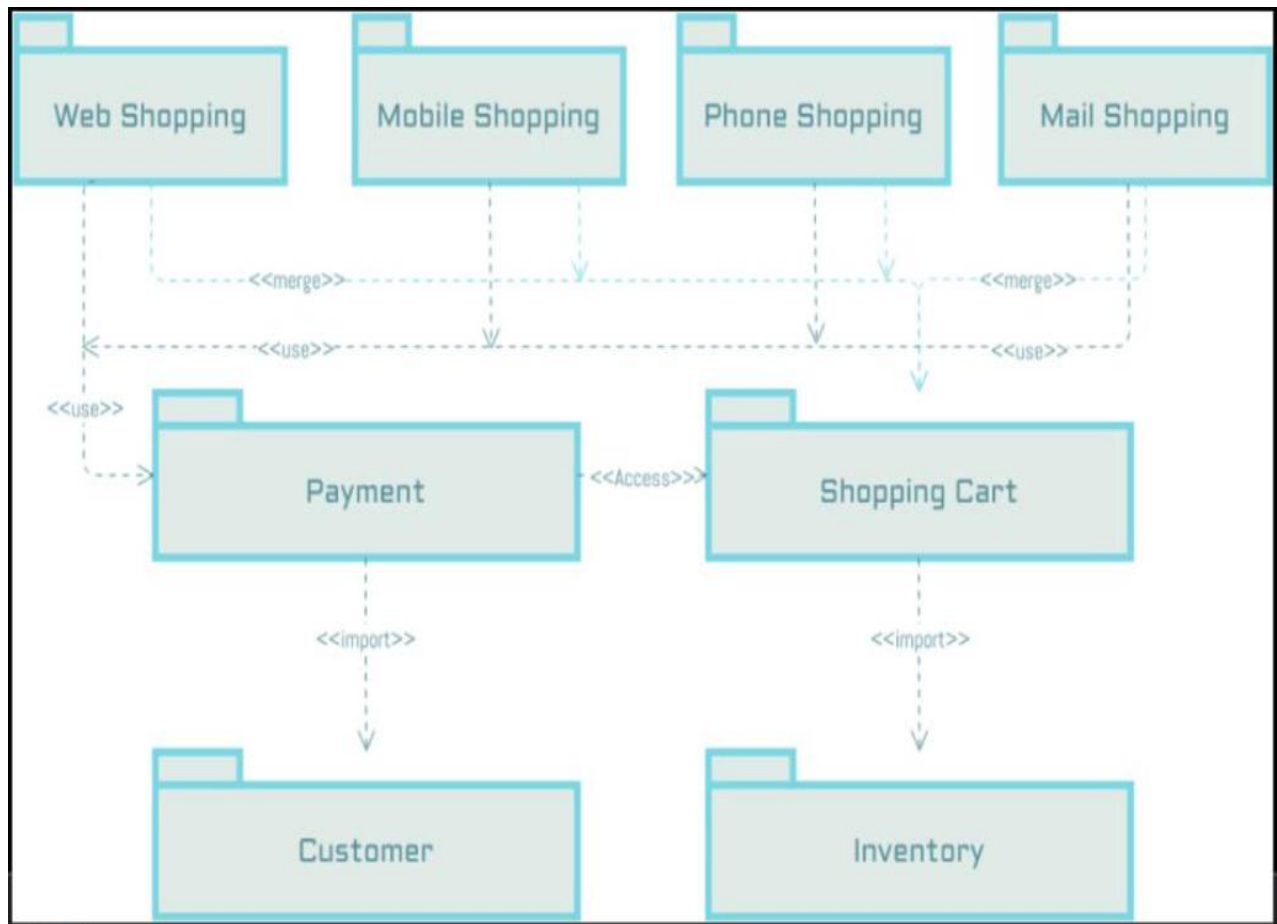 Web Shopping
Mobile Shopping
Phone Shopping
Mail Shopping
<<merge>>
<<merge>>
<<use>>
<<use>>
<<use>>
Payment
<<Access>>
Shopping Cart
<<import>>
<<import>>
Customer
Inventory